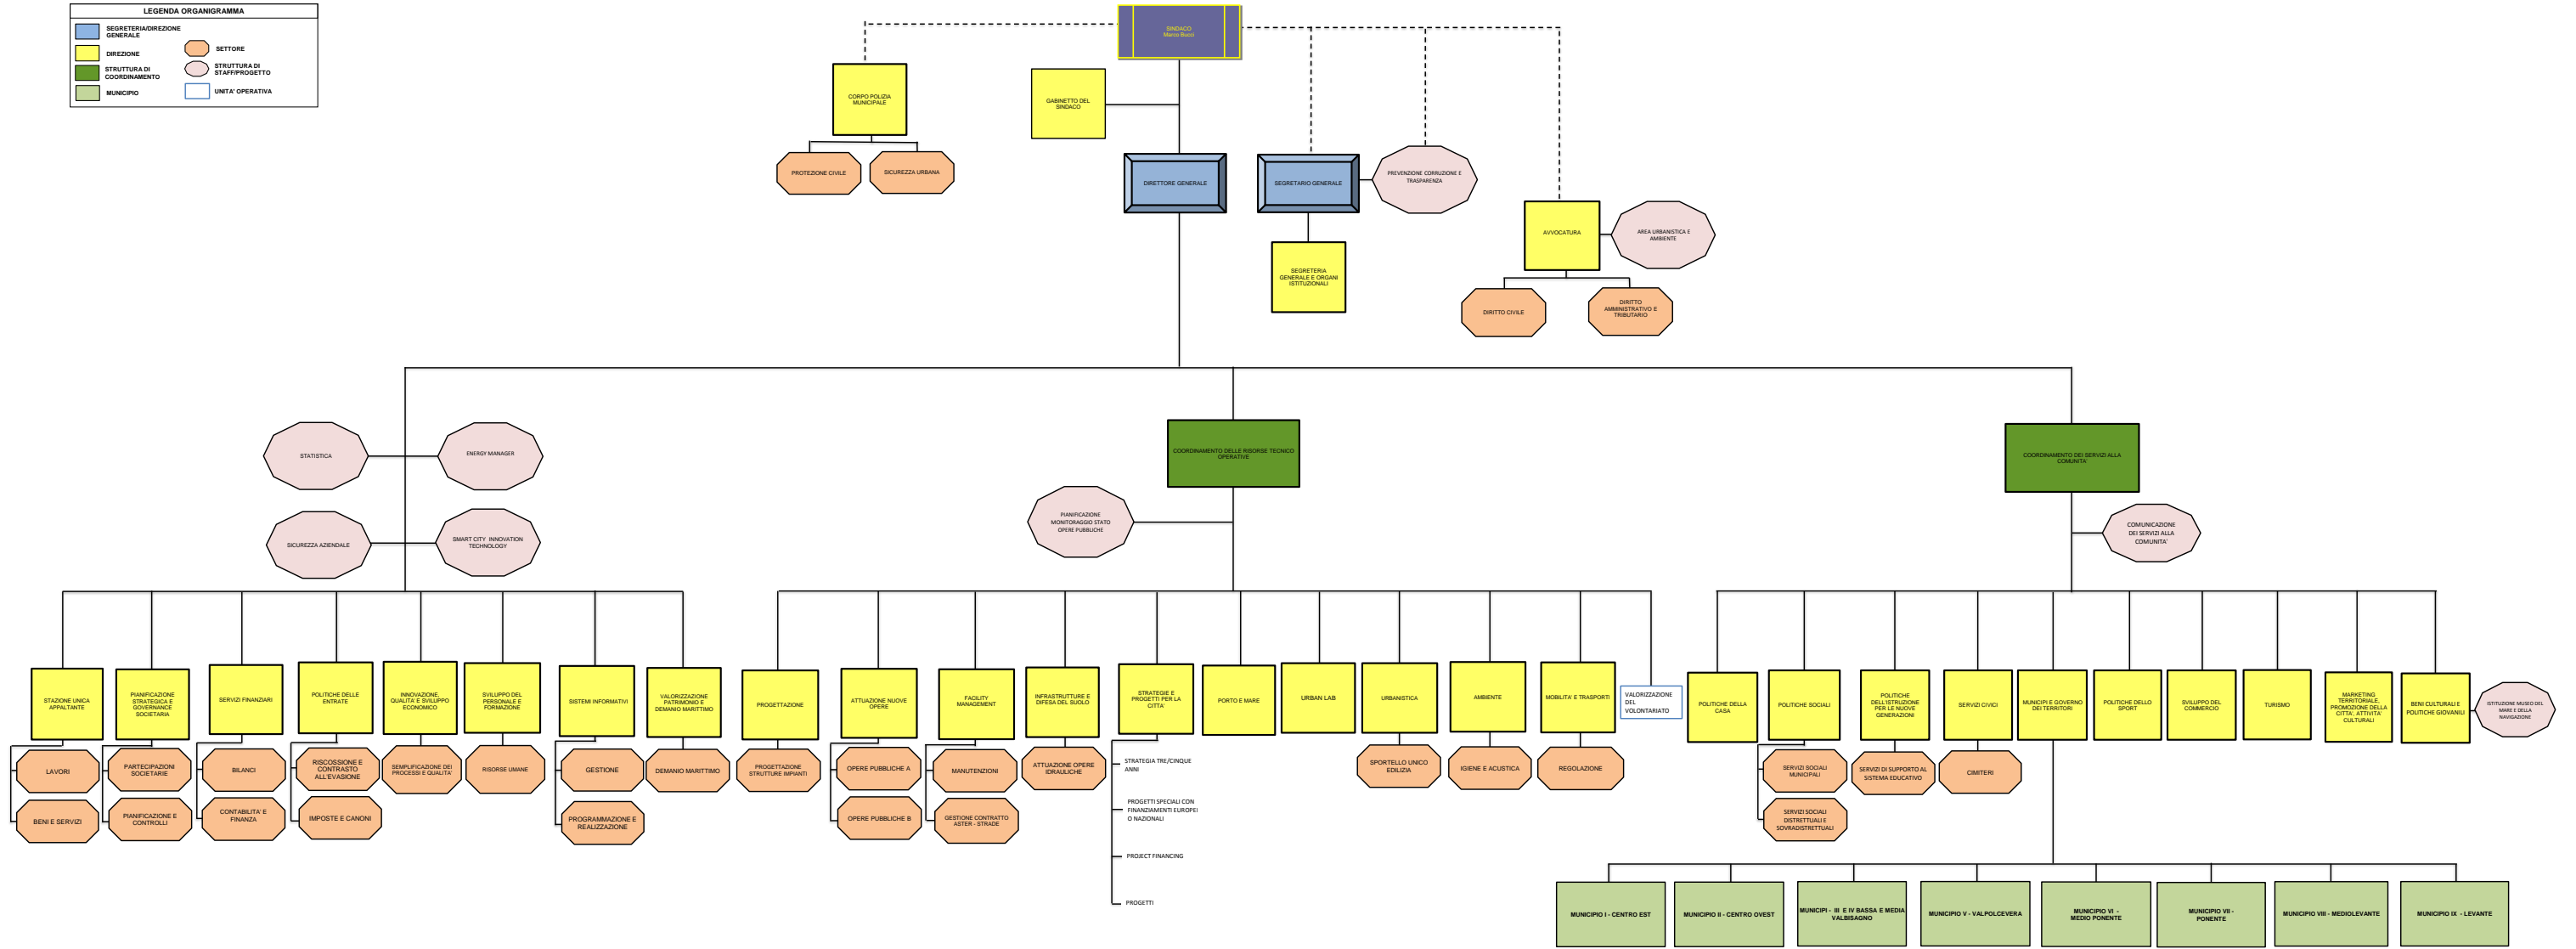 LEGENDA ORGANIGRAMMA
SEGRETERIA/DIREZIONE
GENERALE
DIREZIONE
STRUTTURA DI
COORDINAMENTO
MUNICIPIO
SETTORE
STRUTTURA DI
STAFF/PROGETTO
UNITA' OPERATIVA
SINDACO
Marco Bucci
CORPO POLIZIA
MUNICIPALE
GABINETTO DEL
SINDACO
PROTEZIONE CIVILE
SICUREZZA URBANA
DIRETTORE GENERALE
SEGRETARIO GENERALE
PREVENZIONE CORRUZIONE E
TRASPARENZA
SEGRETERIA
GENERALE E ORGANI
ISTITUZIONALI
AVVOCATURA
AREA URBANISTICA E
AMBIENTE
DIRITTO CIVILE
DIRITTO
AMMINISTRATIVO E
TRIBUTARIO
STATISTICA
ENERGY MANAGER
SICUREZZA AZIENDALE
SMART CITY INNOVATION
TECHNOLOGY
COORDINAMENTO DELLE RISORSE TECNICO
OPERATIVE
PIANIFICAZIONE
MONITORAGGIO STATO
OPERE PUBBLICHE
COORDINAMENTO DEI SERVIZI ALLA
COMUNITA'
COMUNICAZIONE
DEI SERVIZI ALLA
COMUNITA'
STAZIONE UNICA
APPALTANTE
PIANIFICAZIONE
STRATEGICA E
GOVERNANCE
SOCIETARIA
SERVIZI FINANZIARI
POLITICHE DELLE
ENTRATE
INNOVAZIONE,
QUALITA' E SVILUPPO
ECONOMICO
SVILUPPO DEL
PERSONALE E
FORMAZIONE
SISTEMI INFORMATIVI
VALORIZZAZIONE
PATRIMONIO E
DEMANIO MARITTIMO
PROGETTAZIONE
ATTUAZIONE NUOVE
OPERE
FACILITY
MANAGEMENT
INFRASTRUTTURE E
DIFESA DEL SUOLO
STRATEGIE E
PROGETTI PER LA
CITTA'
PORTO E MARE
URBAN LAB
URBANISTICA
AMBIENTE
MOBILITA' E TRASPORTI
VALORIZZAZIONE
DEL
VOLONTARIATO
POLITICHE DELLA
CASA
POLITICHE SOCIALI
POLITICHE
DELL'ISTRUZIONE
PER LE NUOVE
GENERAZIONI
SERVIZI CIVICI
MUNICIPI E GOVERNO
DEI TERRITORI
POLITICHE DELLO
SPORT
SVILUPPO DEL
COMMERCIO
TURISMO
MARKETING
TERRITORIALE,
PROMOZIONE DELLA
CITTA', ATTIVITA'
CULTURALI
BENI CULTURALI E
POLITICHE GIOVANILI
ISTITUZIONE MUSEO DEL
MARE E DELLA
NAVIGAZIONE
LAVORI
BENI E SERVIZI
PARTECIPAZIONI
SOCIETARIE
PIANIFICAZIONE E
CONTROLLI
BILANCI
CONTABILITA' E
FINANZA
RISCOSSIONE E
CONTRASTO
ALL'EVASIONE
IMPOSTE E CANONI
SEMPLIFICAZIONE DEI
PROCESSI E QUALITA'
RISORSE UMANE
GESTIONE
PROGRAMMAZIONE E
REALIZZAZIONE
DEMANIO MARITTIMO
PROGETTAZIONE
STRUTTURE IMPIANTI
OPERE PUBBLICHE A
OPERE PUBBLICHE B
MANUTENZIONI
GESTIONE CONTRATTO
ASTER - STRADE
ATTUAZIONE OPERE
IDRAULICHE
STRATEGIA TRE/CINQUE
ANNI
PROGETTI SPECIALI CON
FINANZIAMENTI EUROPEI
O NAZIONALI
PROJECT FINANCING
PROGETTI
SPORTELLO UNICO
EDILIZIA
IGIENE E ACUSTICA
REGOLAZIONE
SERVIZI SOCIALI
MUNICIPALI
SERVIZI SOCIALI
DISTRETTUALI E
SOVRADISTRETTUALI
SERVIZI DI SUPPORTO AL
SISTEMA EDUCATIVO
CIMITERI
MUNICIPIO I - CENTRO EST
MUNICIPIO II - CENTRO OVEST
MUNICIPI - III E IV BASSA E MEDIA
VALBISAGNO
MUNICIPIO V - VALPOLCEVERA
MUNICIPIO VI -
MEDIO PONENTE
MUNICIPIO VII -
PONENTE
MUNICIPIO VIII - MEDIOLEVANTE
MUNICIPIO IX - LEVANTE